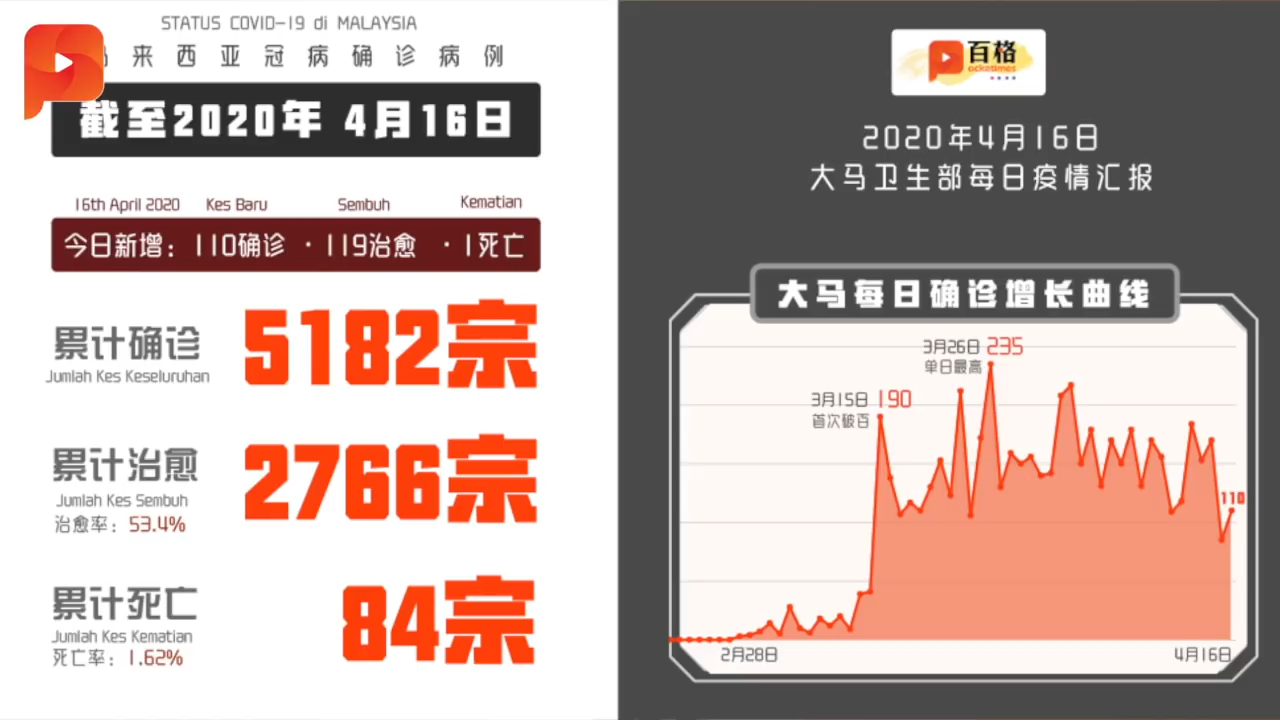 STATUS COVID-19 di MALAYSIA
来西亚冠病确诊病例
截至2020年 4月16日
16th April 2020 Kes Baru Sembuh Kematian
今日新增：110确诊 ·119治愈 ·1死亡
累计确诊 5182宗
Jumlah Kes Keseluruhan
累计治愈 2766宗
Jumlah Kes Sembuh
治愈率：53.4%
累计死亡 84宗
Jumlah Kes Kematian
死亡率：1.62%
百格
ocketimes
2020年4月16日
大马卫生部每日疫情汇报
大马每日确诊增长曲线
3月26日 235
单日最高
3月15日 190
首次破百
110
2月28日 4月16日